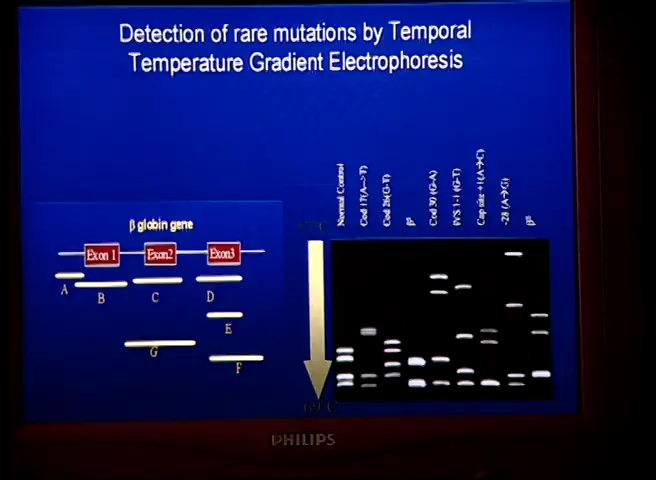 Detection of rare mutations by Temporal
Temperature Gradient Electrophoresis
β globin gene
Exon 1
Exon2
Exon3
A
B
C
D
E
G
F
Normal Control
Cod 17(A->T)
Cod 26(G-T)
Cod 30 (G-A)
IVS 1-1 (G-T)
Cap site +1(A->C)
-28 (A->G)
PHILIPS